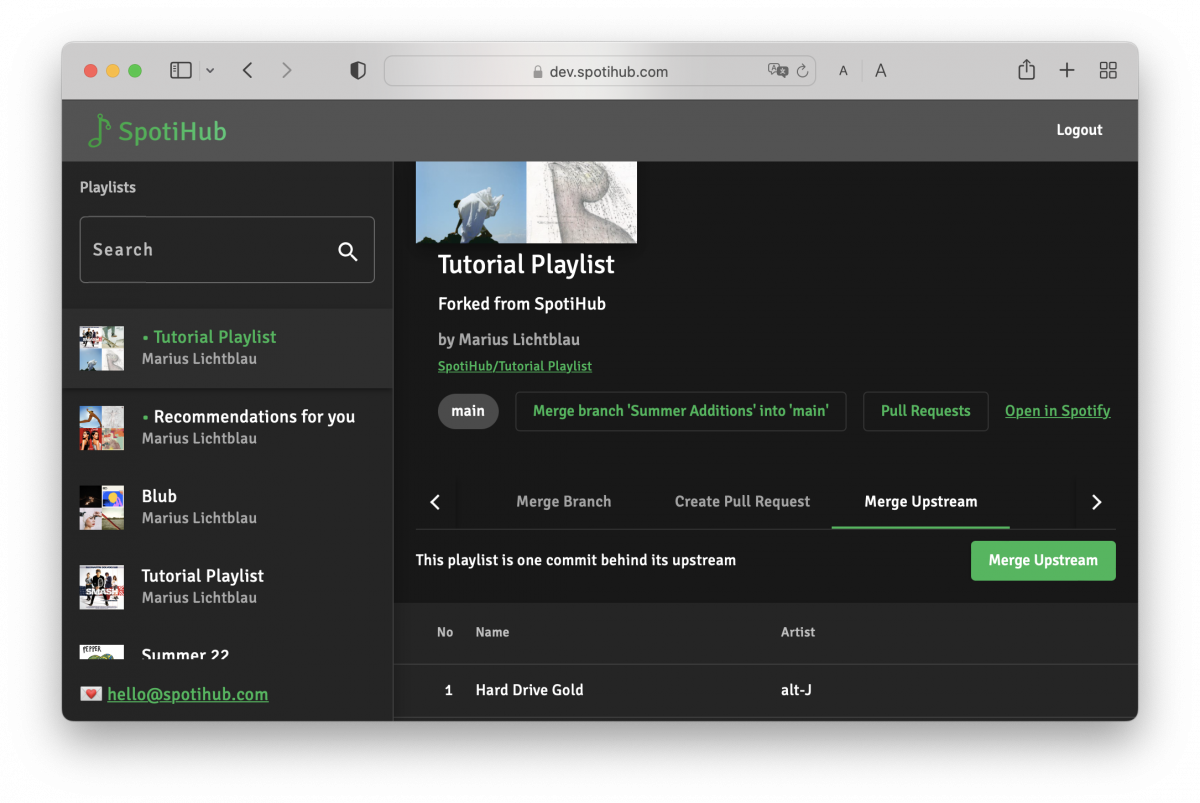 dev.spotihub.com
A
A
SpotiHub
Logout
Playlists
Search
• Tutorial Playlist
Marius Lichtblau
• Recommendations for you
Marius Lichtblau
Blub
Marius Lichtblau
Tutorial Playlist
Marius Lichtblau
SMASH
Summer 22
PEPPER
hello@spotihub.com
Tutorial Playlist
Forked from SpotiHub
by Marius Lichtblau
SpotiHub/Tutorial Playlist
main
Merge branch 'Summer Additions' into 'main'
Pull Requests
Open in Spotify
Merge Branch
Create Pull Request
Merge Upstream
This playlist is one commit behind its upstream
Merge Upstream
No Name Artist
1 Hard Drive Gold alt-J